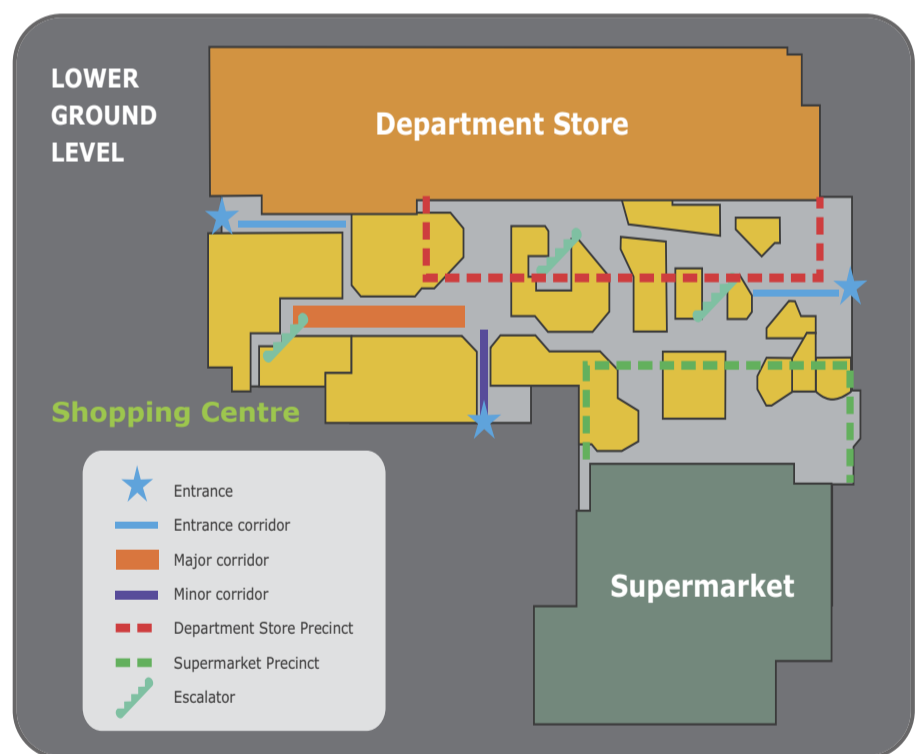 LOWER
GROUND
LEVEL
Department Store
Shopping Centre
Entrance
Entrance corridor
Major corridor
Minor corridor
Department Store Precinct
Supermarket Precinct
Escalator
Supermarket